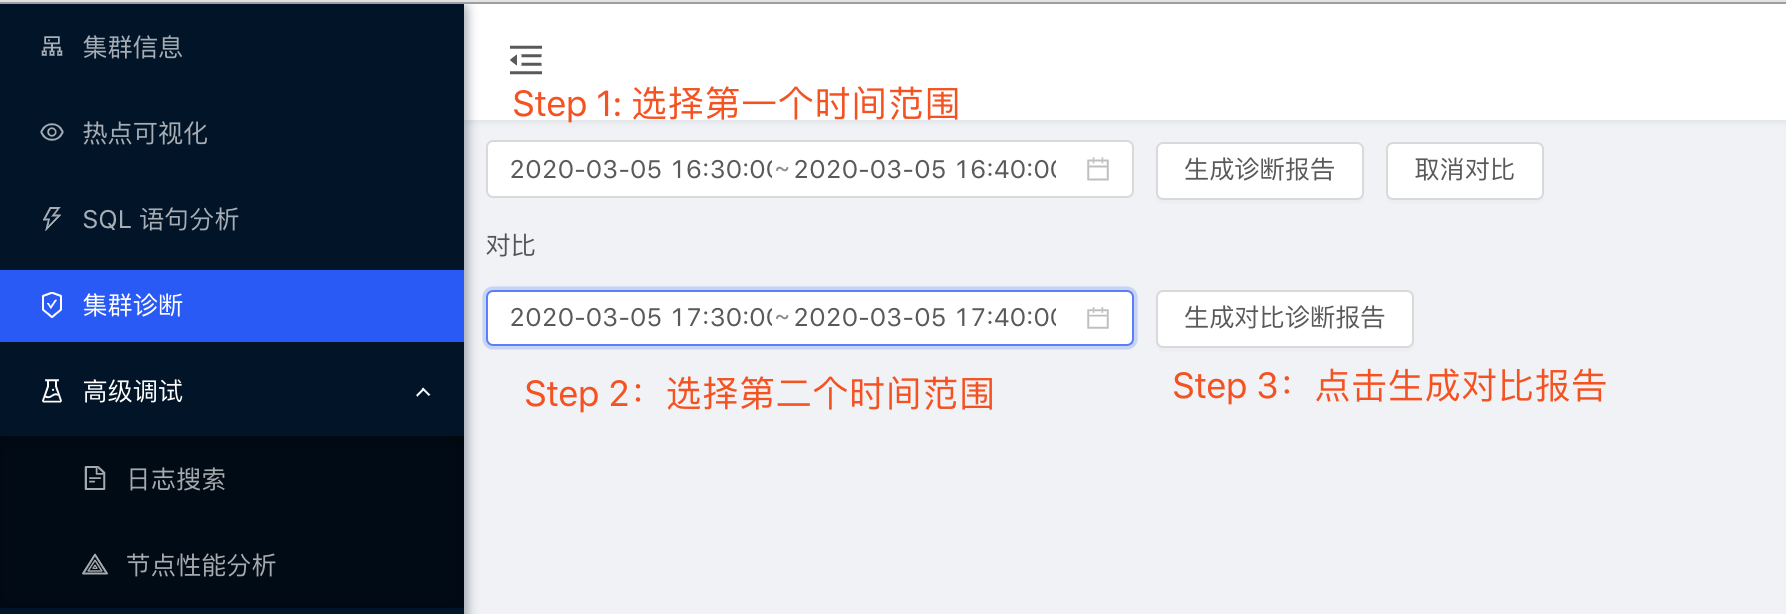 集群信息
热点可视化
SQL 语句分析
集群诊断
高级调试
日志搜索
节点性能分析
Step 1: 选择第一个时间范围
2020-03-05 16:30:00~2020-03-05 16:40:00 生成诊断报告 取消对比
对比
2020-03-05 17:30:00~2020-03-05 17:40:00 生成对比诊断报告
Step 2：选择第二个时间范围 Step 3：点击生成对比报告